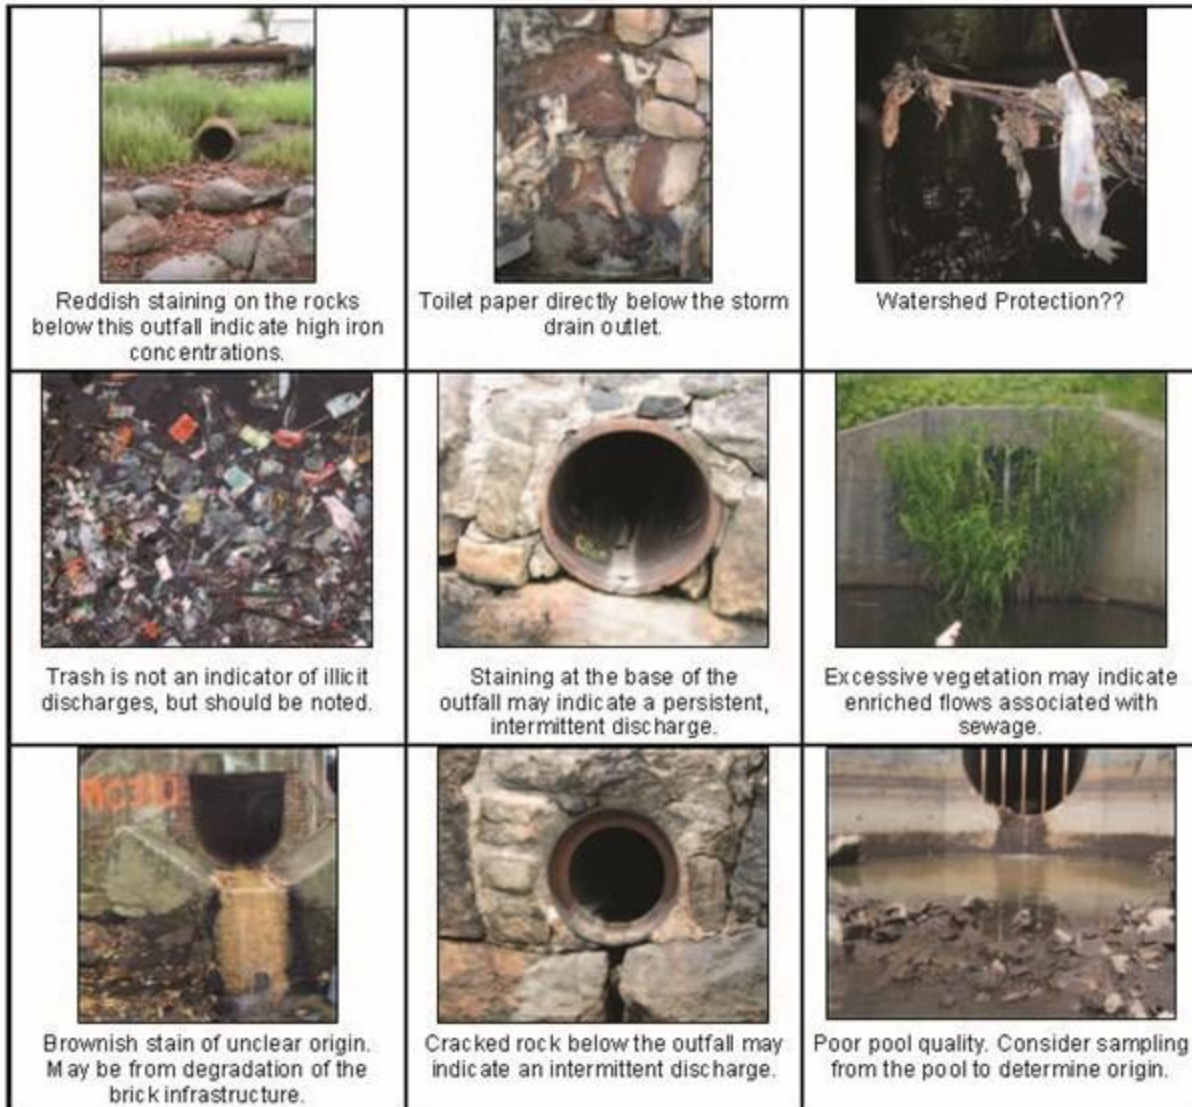 Reddish staining on the rocks
below this outfall indicate high iron
concentrations.
Toilet paper directly below the storm
drain outlet.
Watershed Protection??
Trash is not an indicator of illicit
discharges, but should be noted.
Staining at the base of the
outfall may indicate a persistent,
intermittent discharge.
Excessive vegetation may indicate
enriched flows associated with
sewage.
Brownish stain of unclear origin.
May be from degradation of the
brick infrastructure.
Cracked rock below the outfall may
indicate an intermittent discharge.
Poor pool quality. Consider sampling
from the pool to determine origin.